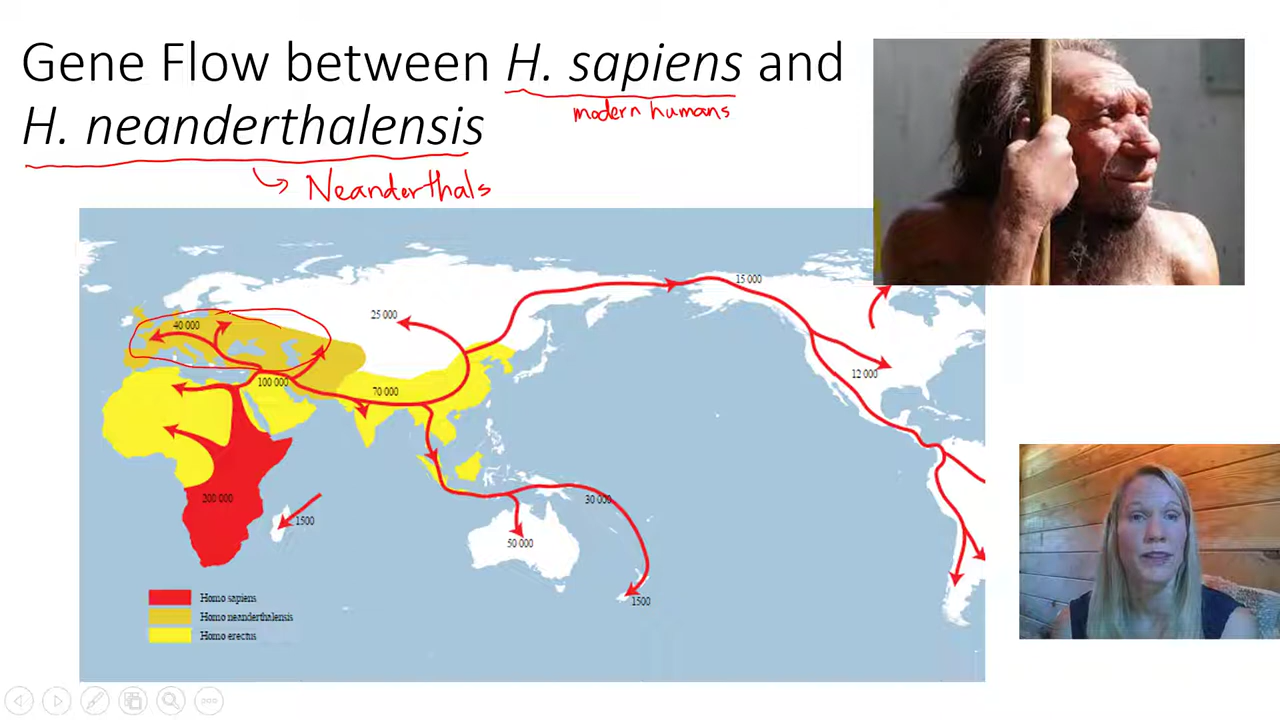 Gene Flow between H. sapiens and
modern humans
H. neanderthalensis
Neanderthals
15 000
25 000
40 000
12 000
100 000
70 000
200 000
30 000
1500
50 000
1500
Homo sapiens
Homo neanderthalensis
Homo erectus